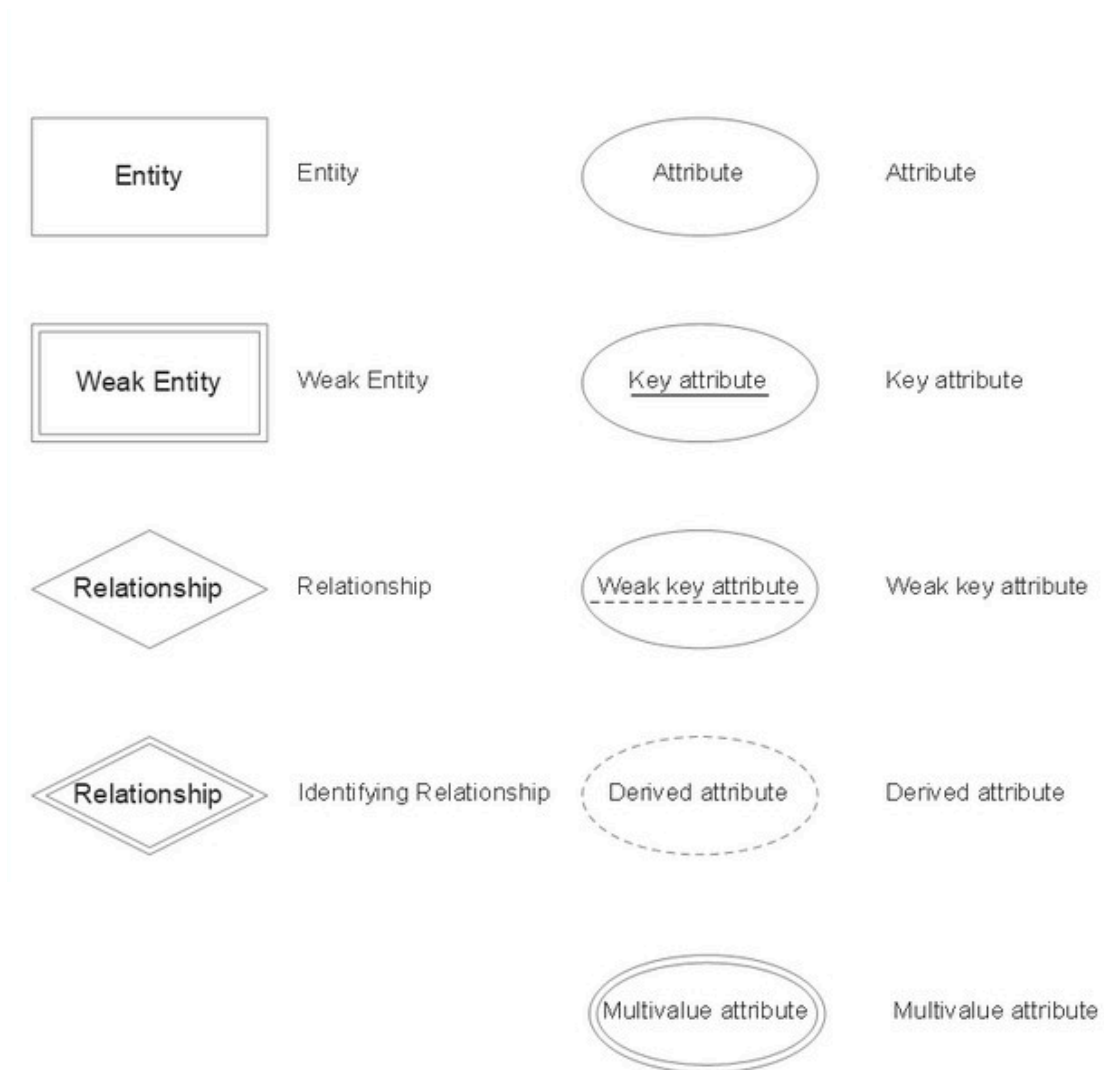 Entity
Entity
Attribute
Attribute
Weak Entity
Weak Entity
Key attribute
Key attribute
Relationship
Relationship
Weak key attribute
Weak key attribute
Relationship
Identifying Relationship
Derived attribute
Derived attribute
Multivalue attribute
Multivalue attribute